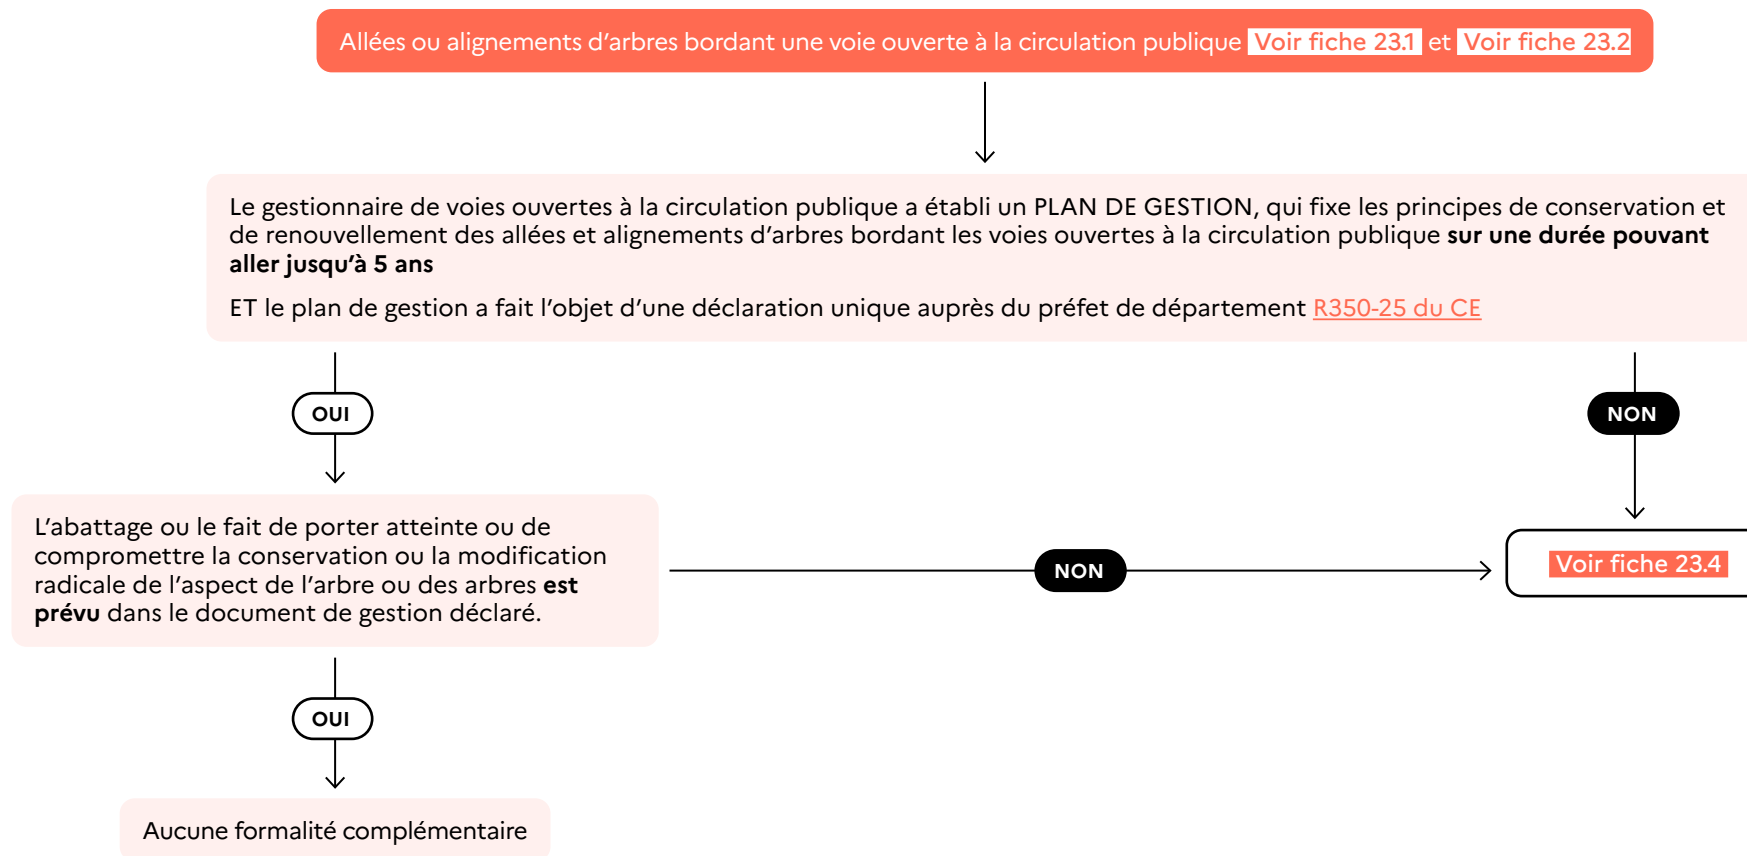 Allées ou alignements d’arbres bordant une voie ouverte à la circulation publique Voir fiche 23.1 et Voir fiche 23.2
Le gestionnaire de voies ouvertes à la circulation publique a établi un PLAN DE GESTION, qui fixe les principes de conservation et
de renouvellement des allées et alignements d’arbres bordant les voies ouvertes à la circulation publique sur une durée pouvant
aller jusqu’à 5 ans
ET le plan de gestion a fait l’objet d’une déclaration unique auprès du préfet de département R350-25 du CE
OUI
NON
L’abattage ou le fait de porter atteinte ou de
compromettre la conservation ou la modification
radicale de l’aspect de l’arbre ou des arbres est
prévu dans le document de gestion déclaré.
NON
Voir fiche 23.4
OUI
Aucune formalité complémentaire